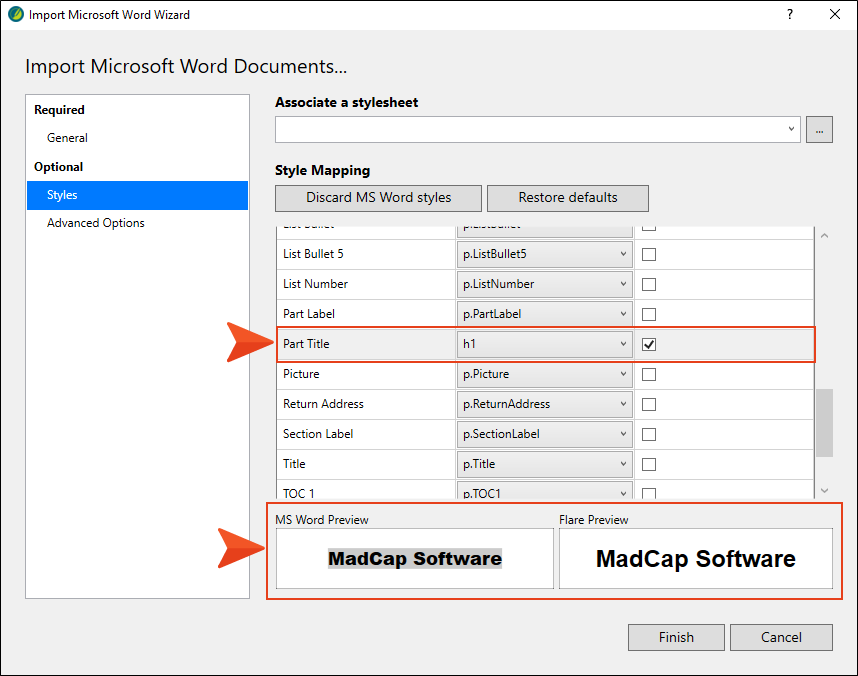 Import Microsoft Word Wizard ?
Import Microsoft Word Documents...
Required
General
Optional
Styles
Advanced Options
Associate a stylesheet
...
Style Mapping
Discard MS Word styles Restore defaults
List Bullet p.ListBullet
List Bullet 5 p.ListBullet5
List Number p.ListNumber
Part Label p.PartLabel
Part Title h1
Picture p.Picture
Return Address p.ReturnAddress
Section Label p.SectionLabel
Title p.Title
TOC 1 p.TOC1
MS Word Preview Flare Preview
MadCap Software MadCap Software
Finish Cancel